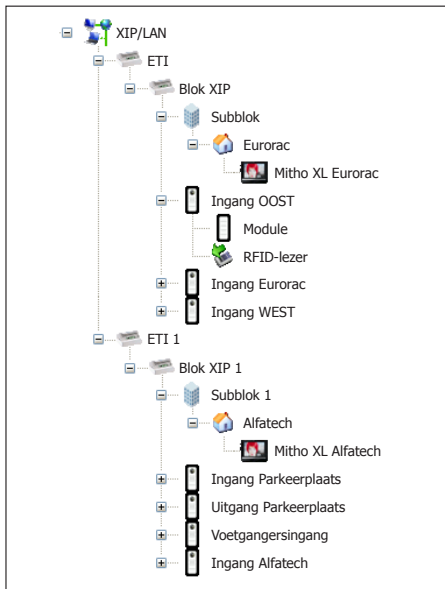 XIP/LAN
ETI
Blok XIP
Subblok
Eurorac
Mitho XL Eurorac
Ingang OOST
Module
RFID-lezer
Ingang Eurorac
Ingang WEST
ETI 1
Blok XIP 1
Subblok 1
Alfatech
Mitho XL Alfatech
Ingang Parkeerplaats
Uitgang Parkeerplaats
Voetgangersingang
Ingang Alfatech